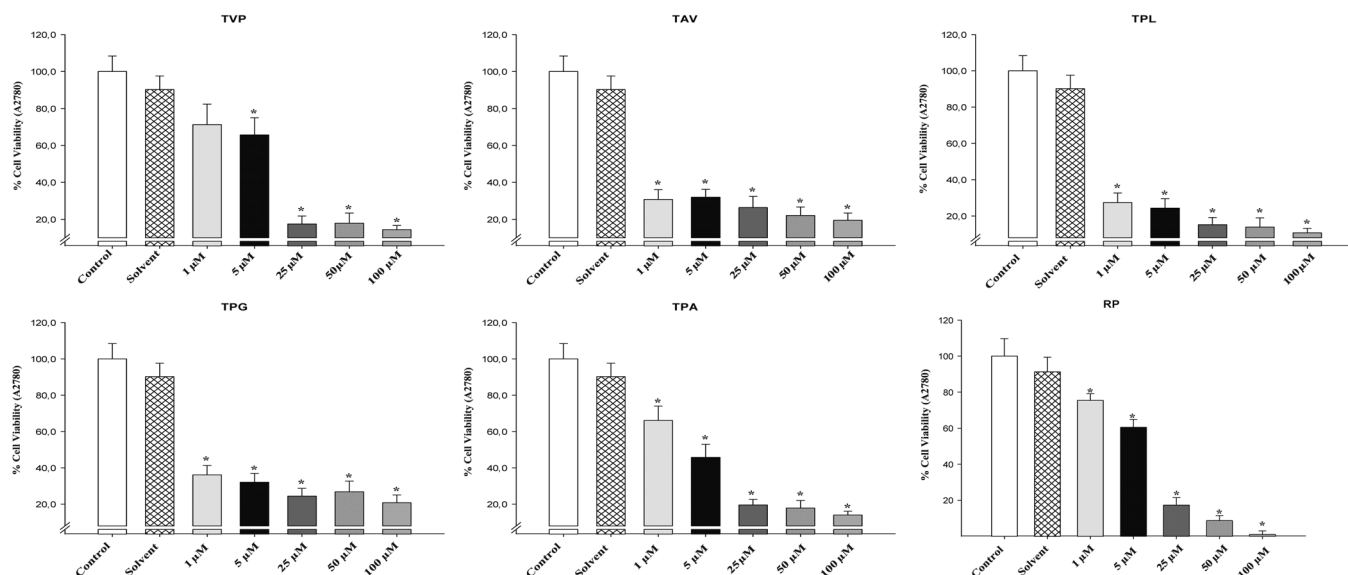 TVP
% Cell Viability (A2780)
120,0
100,0
80,0
60,0
40,0
20,0
* * * *
Control Solvent 1 µM 5 µM 25 µM 50µM 100 µM
TAV
% Cell Viability (A2780)
120,0
100,0
80,0
60,0
40,0
20,0
* * * * *
Control Solvent 1 µM 5 µM 25 µM 50 µM 100 µM
TPL
% Cell Viability (A2780)
120,0
100,0
80,0
60,0
40,0
20,0
* * * * *
Control Solvent 1 µM 5 µM 25 µM 50 µM 100 µM
TPG
% Cell Viability (A2780)
120,0
100,0
80,0
60,0
40,0
20,0
* * * * *
Control Solvent 1 µM 5 µM 25 µM 50 µM 100 µM
TPA
% Cell Viability (A2780)
120,0
100,0
80,0
60,0
40,0
20,0
* * * * *
Control Solvent 1 µM 5 µM 25 µM 50 µM 100 µM
RP
% Cell Viability (A2780)
120,0
100,0
80,0
60,0
40,0
20,0
* * * * *
Control Solvent 1 µM 5 µM 25 µM 50 µM 100 µM